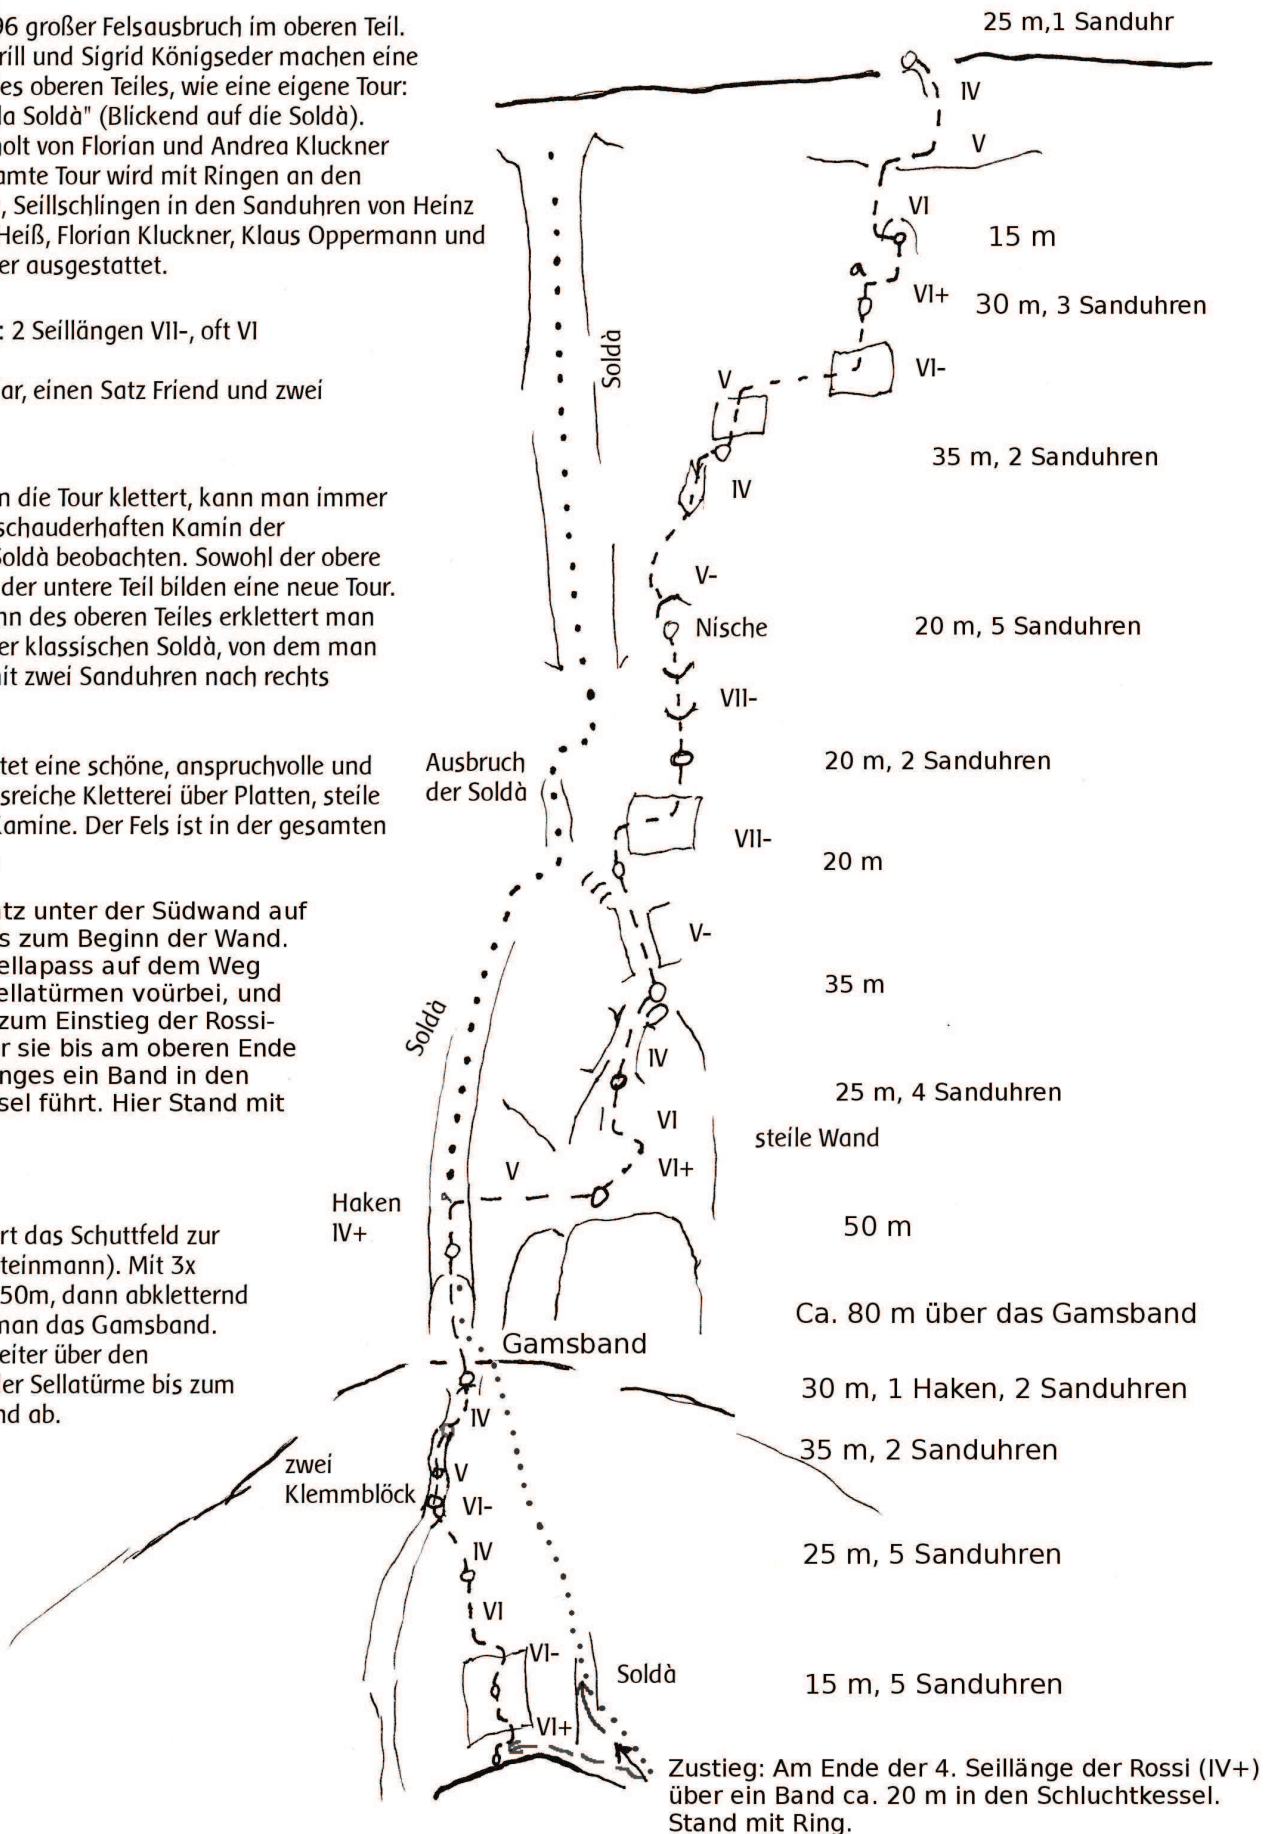 96 großer Felsausbruch im oberen Teil.
rill und Sigrid Königseder machen eine
es oberen Teiles, wie eine eigene Tour:
la Soldà" (Blickend auf die Soldà).
olt von Florian und Andrea Kluckner
amte Tour wird mit Ringen an den
, Seillschlingen in den Sanduhren von Heinz
Heiß, Florian Kluckner, Klaus Oppermann und
er ausgestattet.
: 2 Seillängen VII-, oft VI
ar, einen Satz Friend und zwei
n die Tour klettert, kann man immer
schauderhaften Kamin der
Soldà beobachten. Sowohl der obere
der untere Teil bilden eine neue Tour.
nn des oberen Teiles erklettert man
er klassischen Soldà, von dem man
it zwei Sanduhren nach rechts
tet eine schöne, anspruchvolle und
sreiche Kletterei über Platten, steile
Kamine. Der Fels ist in der gesamten
tz unter der Südwand auf
s zum Beginn der Wand.
ellapass auf dem Weg
ellatürmen voürbei, und
zum Einstieg der Rossi-
r sie bis am oberen Ende
nges ein Band in den
sel führt. Hier Stand mit
rt das Schuttfeld zur
teinmann). Mit 3x
50m, dann abkletternd
man das Gamsband.
eiter über den
der Sellatürme bis zum
nd ab.
25 m,1 Sanduhr
IV
V
VI
15 m
a
VI+
30 m, 3 Sanduhren
VI-
Soldà
V
35 m, 2 Sanduhren
IV
V-
Nische
20 m, 5 Sanduhren
VII-
Ausbruch
der Soldà
20 m, 2 Sanduhren
VII-
20 m
V-
35 m
Soldà
IV
25 m, 4 Sanduhren
VI
steile Wand
VI+
V
Haken
IV+
50 m
Ca. 80 m über das Gamsband
Gamsband
30 m, 1 Haken, 2 Sanduhren
IV
35 m, 2 Sanduhren
zwei
Klemmblöck
V
VI-
IV
25 m, 5 Sanduhren
VI
VI-
Soldà
15 m, 5 Sanduhren
VI+
Zustieg: Am Ende der 4. Seillänge der Rossi (IV+)
über ein Band ca. 20 m in den Schluchtkessel.
Stand mit Ring.